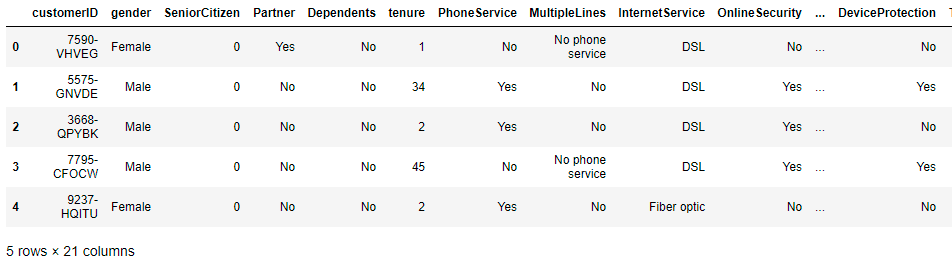 customerID gender SeniorCitizen Partner Dependents tenure PhoneService MultipleLines InternetService OnlineSecurity ... DeviceProtection
0 7590-VHVEG Female 0 Yes No 1 No No phone service DSL No ... No
1 5575-GNVDE Male 0 No No 34 Yes No DSL Yes ... Yes
2 3668-QPYBK Male 0 No No 2 Yes No DSL Yes ... No
3 7795-CFOCW Male 0 No No 45 No No phone service DSL Yes ... Yes
4 9237-HQITU Female 0 No No 2 Yes No Fiber optic No ... No
5 rows × 21 columns